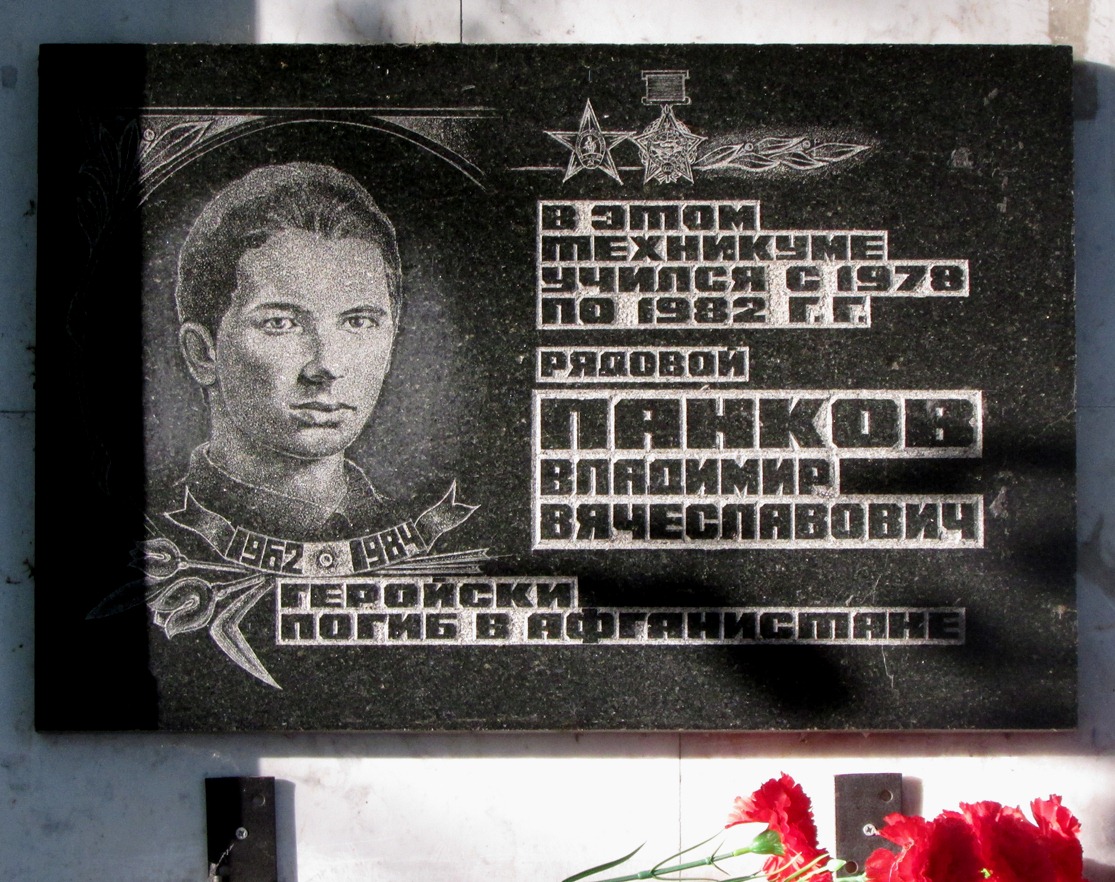 В ЭТОМ
ТЕХНИКУМЕ
УЧИЛСЯ С 1978
ПО 1982 Г.Г.
РЯДОВОЙ
ПАНКОВ
ВЛАДИМИР
ВЯЧЕСЛАВОВИЧ
1962 1984
ГЕРОЙСКИ
ПОГИБ В АФГАНИСТАНЕ